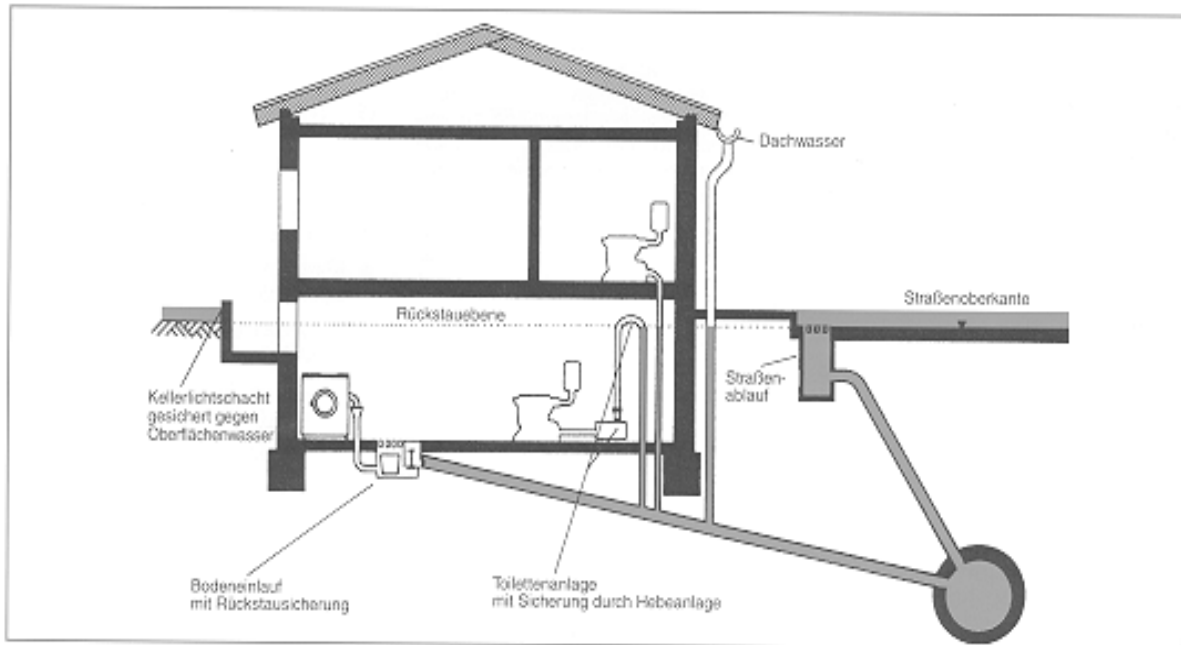 Dachwasser
Straßenoberkante
Rückstauebene
Kellerlichtschacht
gesichert gegen
Oberflächenwasser
Straßen-
ablauf
Bodeneinlauf
mit Rückstausicherung
Toilettenanlage
mit Sicherung durch Hebeanlage